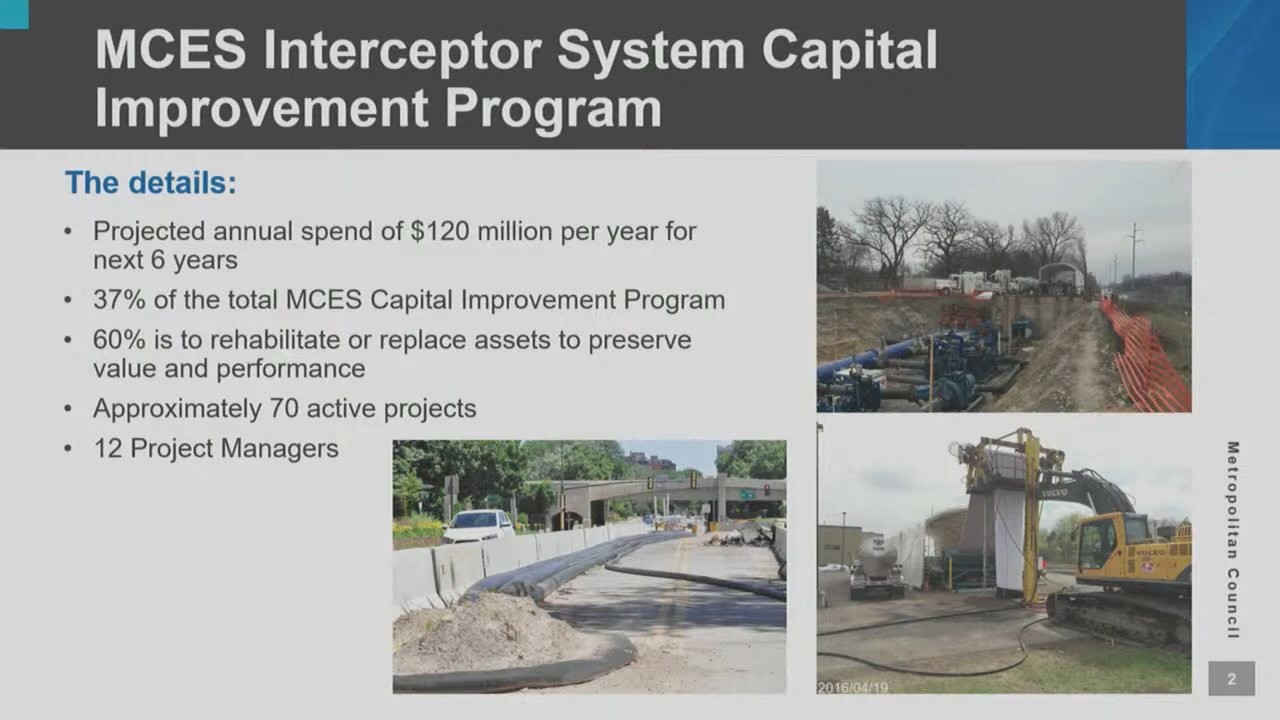 MCES Interceptor System Capital
Improvement Program
The details:
• Projected annual spend of $120 million per year for
next 6 years
• 37% of the total MCES Capital Improvement Program
• 60% is to rehabilitate or replace assets to preserve
value and performance
• Approximately 70 active projects
• 12 Project Managers
VOLVO
VOLVO
2016/04/19
Metropolitan Council
2